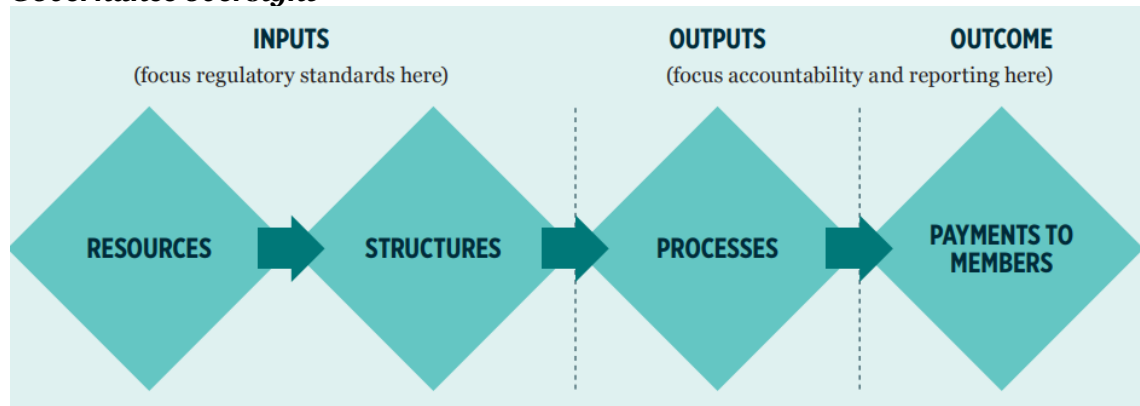 INPUTS
OUTPUTS
OUTCOME
(focus regulatory standards here)
(focus accountability and reporting here)
RESOURCES
STRUCTURES
PROCESSES
PAYMENTS TO
MEMBERS